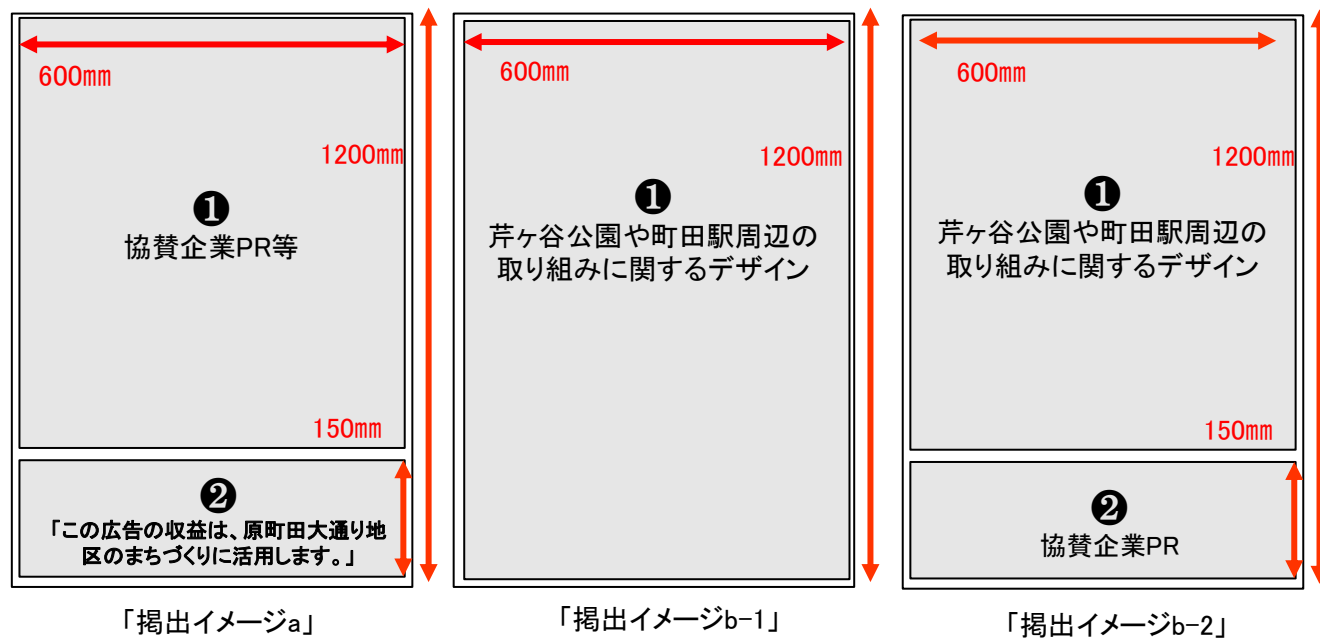 600㎜
1200㎜
❶
協賛企業PR等
150㎜
❷
「この広告の収益は、原町田大通り地
区のまちづくりに活用します。」
「掲出イメージa」
600㎜
1200㎜
❶
芹ヶ谷公園や町田駅周辺の
取り組みに関するデザイン
「掲出イメージb-1」
600㎜
1200㎜
❶
芹ヶ谷公園や町田駅周辺の
取り組みに関するデザイン
150㎜
❷
協賛企業PR
「掲出イメージb-2」